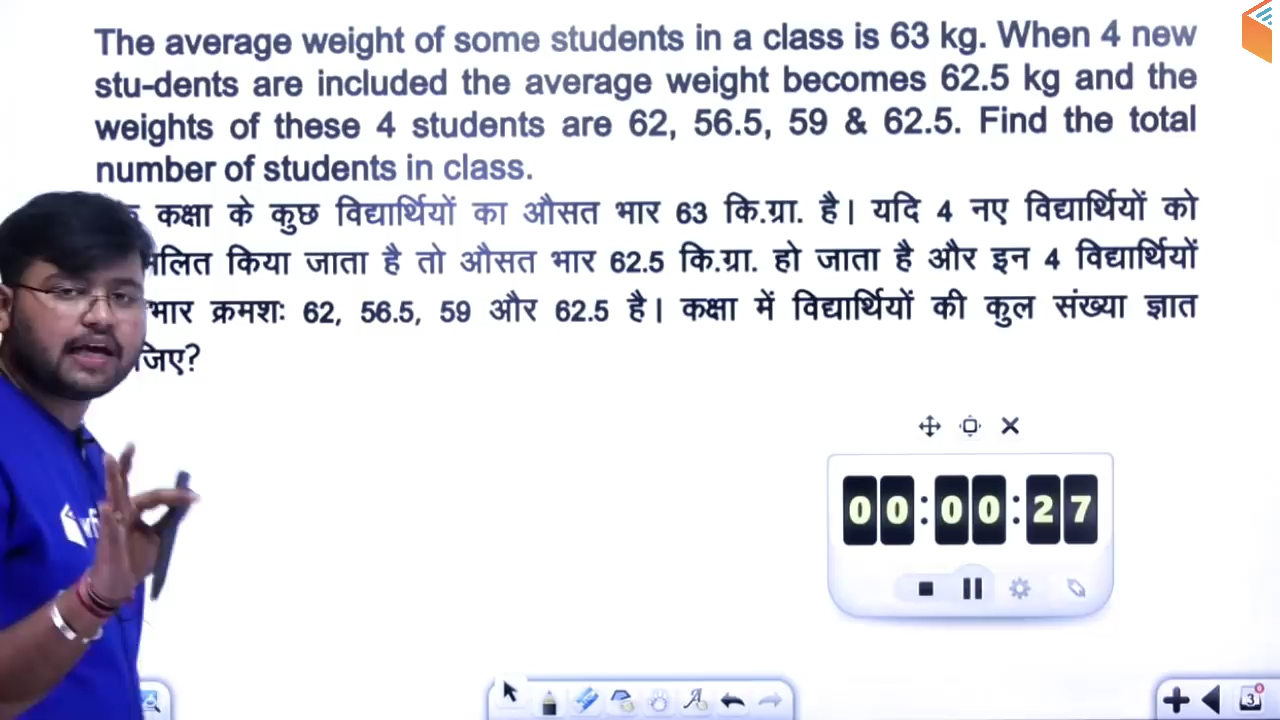 The average weight of some students in a class is 63 kg. When 4 new
stu-dents are included the average weight becomes 62.5 kg and the
weights of these 4 students are 62, 56.5, 59 & 62.5. Find the total
number of students in class.
कक्षा के कुछ विद्यार्थियों का औसत भार 63 कि.ग्रा. है। यदि 4 नए विद्यार्थियों को
किया जाता है तो औसत भार 62.5 कि.ग्रा. हो जाता है और इन 4 विद्यार्थियों
भार क्रमशः 62, 56.5, 59 और 62.5 है। कक्षा में विद्यार्थियों की कुल संख्या ज्ञात
00:00:27
3